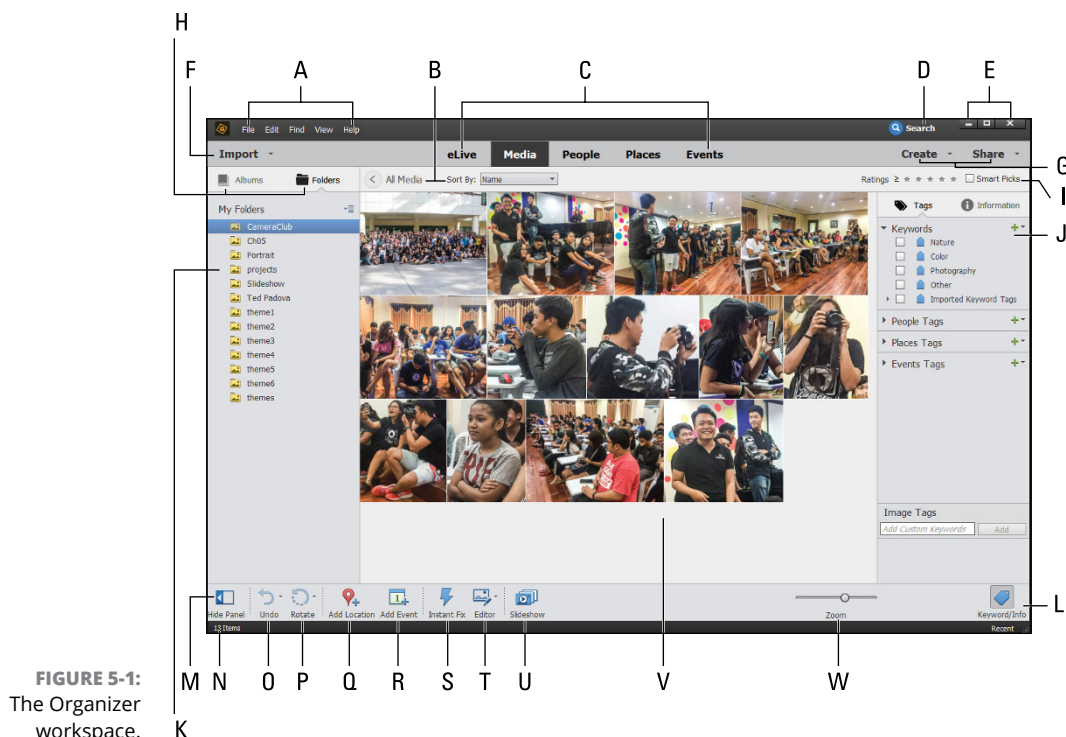 H
F A B C D E
File Edit Find View Help
Search
Import
eLive Media People Places Events
Create Share
G
Albums Folders
All Media Sort By: Name
Ratings ≥ ★ ★ ★ ★ ★ Smart Picks
I
My Folders
CameraClub
Ch05
Portrait
projects
Slideshow
Ted Padova
theme1
theme2
theme3
theme4
theme5
theme6
themes
Tags Information
Keywords
J
Nature
Color
Photography
Other
Imported Keyword Tags
People Tags
Places Tags
Events Tags
Image Tags
Add Custom Keywords Add
Hide Panel Undo Rotate Add Location Add Event Instant Fix Editor Slideshow Zoom Keyword/Info
L
13 Items Recent
M N O P Q R S T U V W
K
FIGURE 5-1:
The Organizer
workspace.